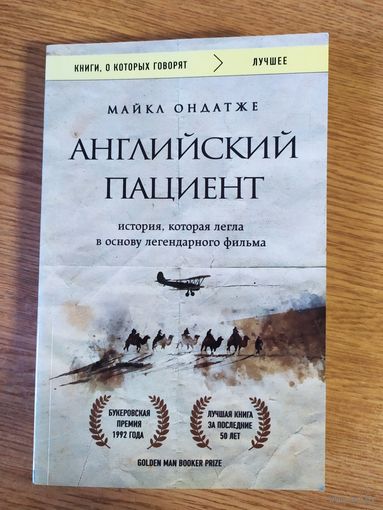 КНИГИ, О КОТОРЫХ ГОВОРЯТ
ЛУЧШЕЕ
МАЙКЛ ОНДАТЖЕ
АНГЛИЙСКИЙ
ПАЦИЕНТ
история, которая легла
в основу легендарного фильма
БУКЕРОВСКАЯ
ПРЕМИЯ
1992 ГОДА
ЛУЧШАЯ КНИГА
ЗА ПОСЛЕДНИЕ
50 ЛЕТ
GOLDEN MAN BOOKER PRIZE